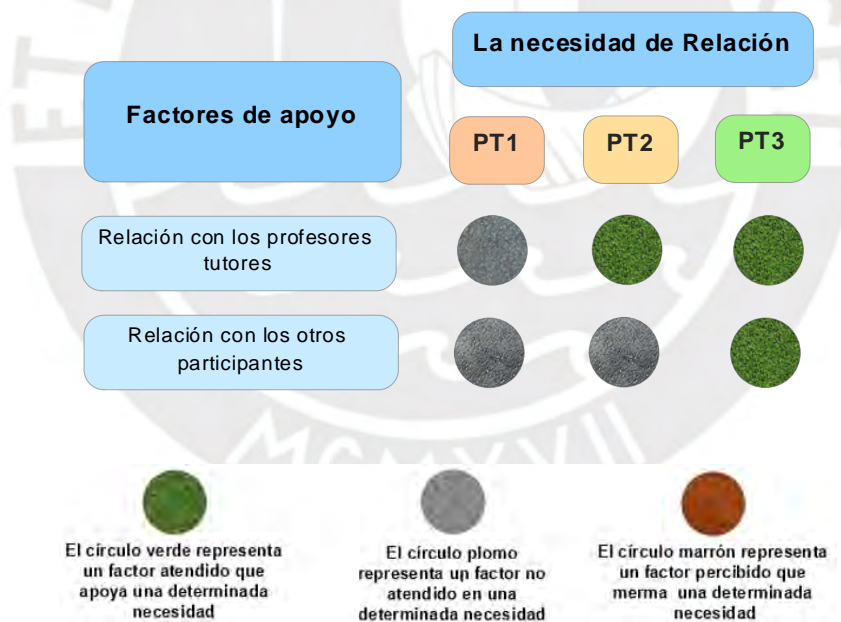 La necesidad de Relación
Factores de apoyo
PT1
PT2
PT3
Relación con los profesores
tutores
Relación con los otros
participantes
MCMXVII
El círculo verde representa
un factor atendido que
apoya una determinada
necesidad
El círculo plomo
representa un factor no
atendido en una
determinada necesidad
El círculo marrón representa
un factor percibido que
merma una determinada
necesidad